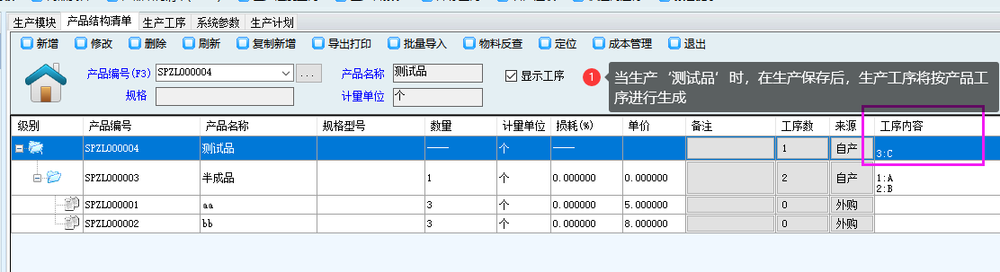 生产模块 产品结构清单 生产工序 系统参数 生产计划
新增 修改 删除 刷新 复制新增 导出打印 批量导入 物料反查 定位 成本管理 退出
产品编号(F3) SPZL000004 ... 产品名称 测试品 显示工序
规格 计量单位 个
1 当生产‘测试品’时，在生产保存后，生产工序将按产品工
序进行生成
级别 产品编号 产品名称 规格型号 数量 计量单位 损耗(%) 单价 备注 工序数 来源 工序内容
SPZL000004 测试品 —— 个 —— 1 自产 3:C
SPZL000003 半成品 1 个 0.000000 0.000000 2 自产 1:A
2:B
SPZL000001 aa 3 个 0.000000 5.000000 0 外购
SPZL000002 bb 3 个 0.000000 8.000000 0 外购